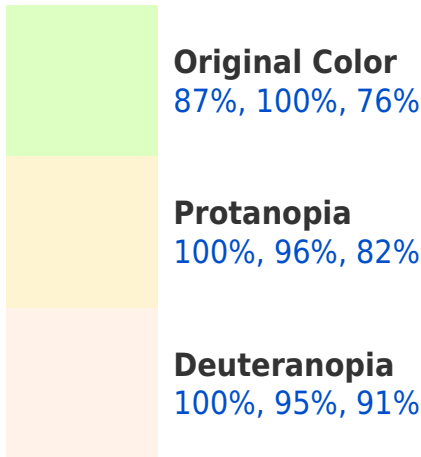 Original Color
87%, 100%, 76%
Protanopia
100%, 96%, 82%
Deuteranopia
100%, 95%, 91%